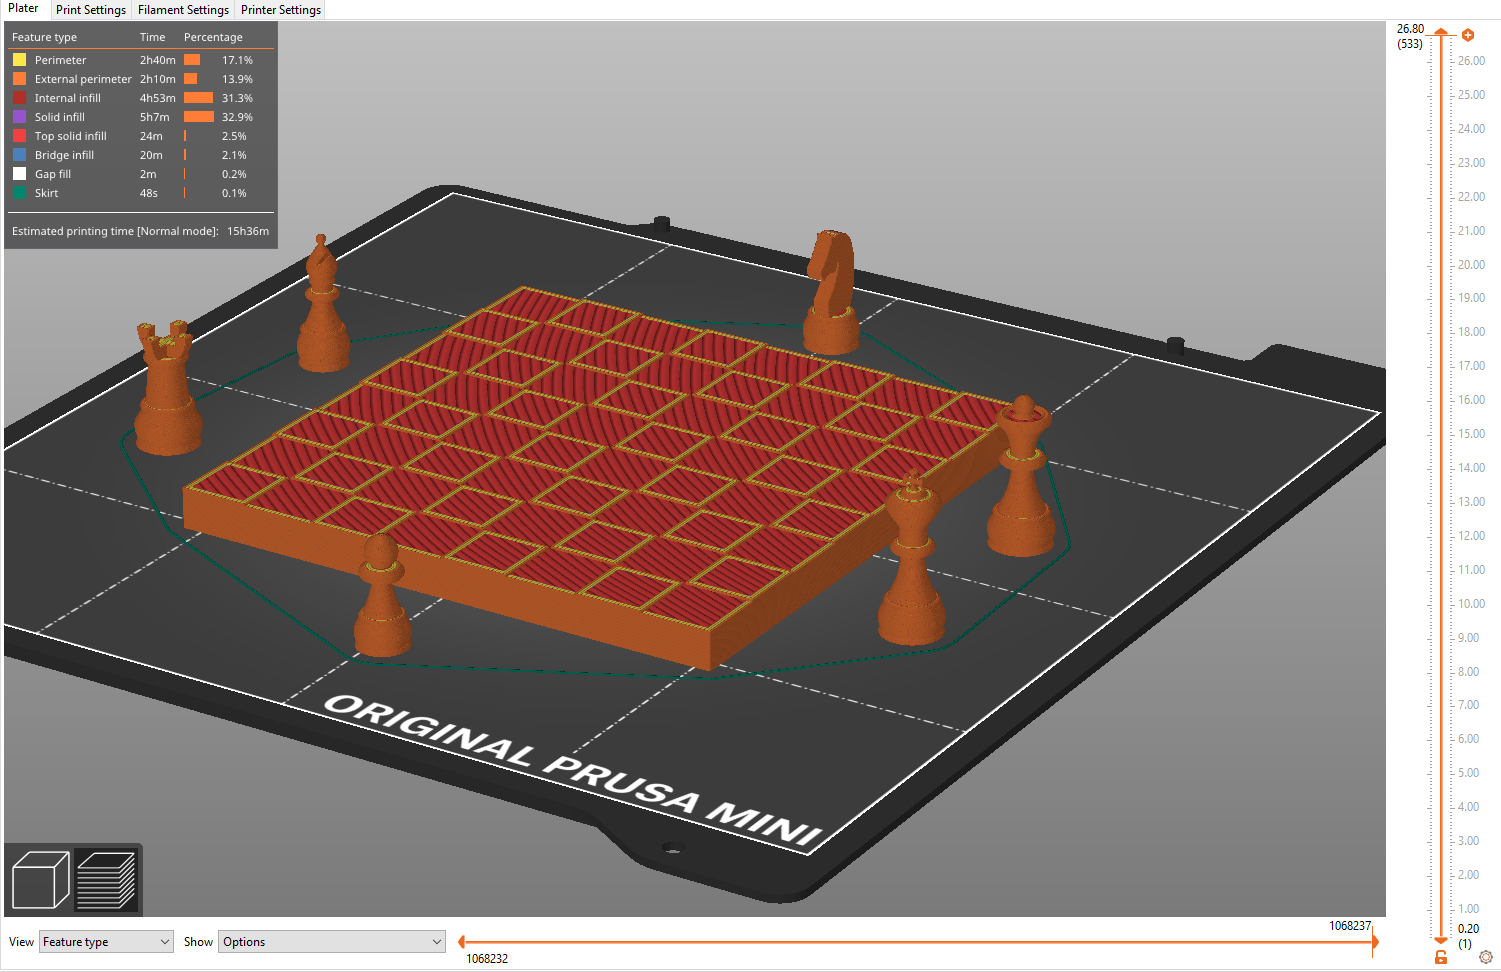 Plater Print Settings Filament Settings Printer Settings
Feature type Time Percentage
Perimeter 2h40m 17.1%
External perimeter 2h10m 13.9%
Internal infill 4h53m 31.3%
Solid infill 5h7m 32.9%
Top solid infill 24m 2.5%
Bridge infill 20m 2.1%
Gap fill 2m 0.2%
Skirt 48s 0.1%
Estimated printing time [Normal mode]: 15h36m
ORIGINAL PRUSA MINI
26.80
(533)
26.00
25.00
24.00
23.00
22.00
21.00
20.00
19.00
18.00
17.00
16.00
15.00
14.00
13.00
12.00
11.00
10.00
9.00
8.00
7.00
6.00
5.00
4.00
3.00
2.00
1.00
0.20
(1)
View Feature type Show Options
1068237
1068232